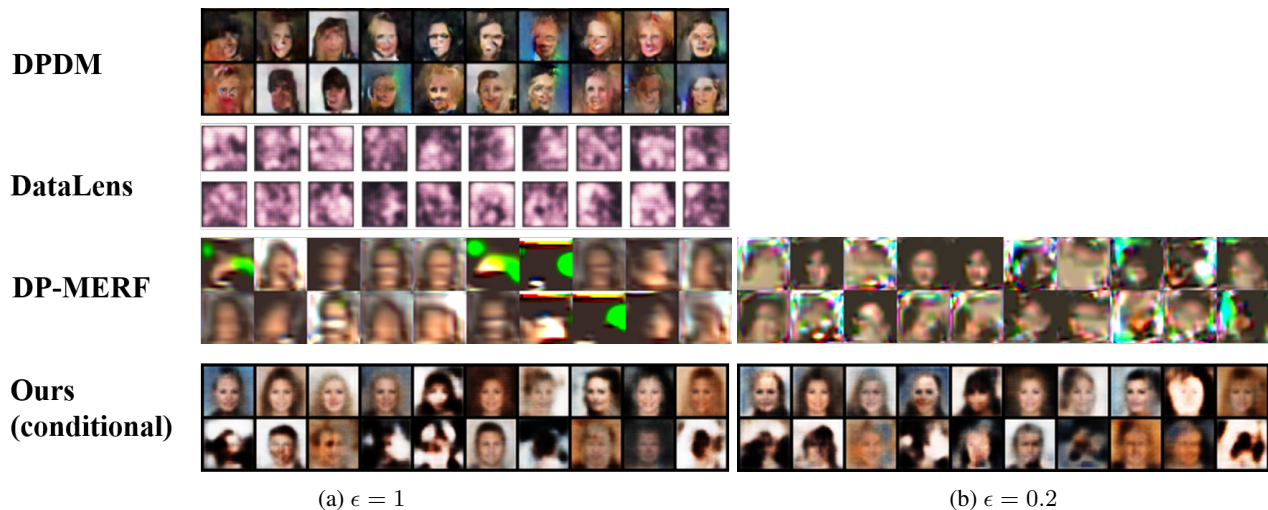 DPDM
DataLens
DP-MERF
Ours
(conditional)
(a) ϵ = 1
(b) ϵ = 0.2